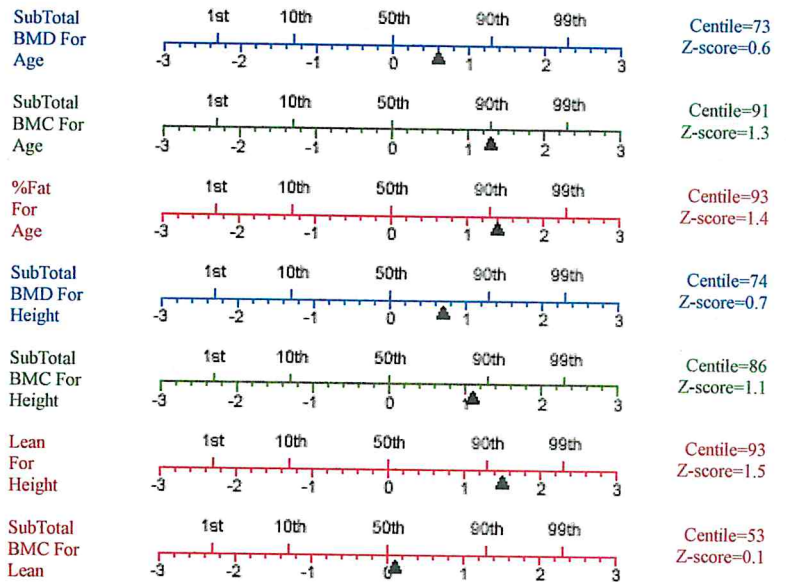 SubTotal
BMD For
Age
1st 10th 50th 90th 99th
-3 -2 -1 0 1 2 3
Centile=73
Z-score=0.6
SubTotal
BMC For
Age
1st 10th 50th 90th 99th
-3 -2 -1 0 1 2 3
Centile=91
Z-score=1.3
%Fat
For
Age
1st 10th 50th 90th 99th
-3 -2 -1 0 1 2 3
Centile=93
Z-score=1.4
SubTotal
BMD For
Height
1st 10th 50th 90th 99th
-3 -2 -1 0 1 2 3
Centile=74
Z-score=0.7
SubTotal
BMC For
Height
1st 10th 50th 90th 99th
-3 -2 -1 0 1 2 3
Centile=86
Z-score=1.1
Lean
For
Height
1st 10th 50th 90th 99th
-3 -2 -1 0 1 2 3
Centile=93
Z-score=1.5
SubTotal
BMC For
Lean
1st 10th 50th 90th 99th
-3 -2 -1 0 1 2 3
Centile=53
Z-score=0.1